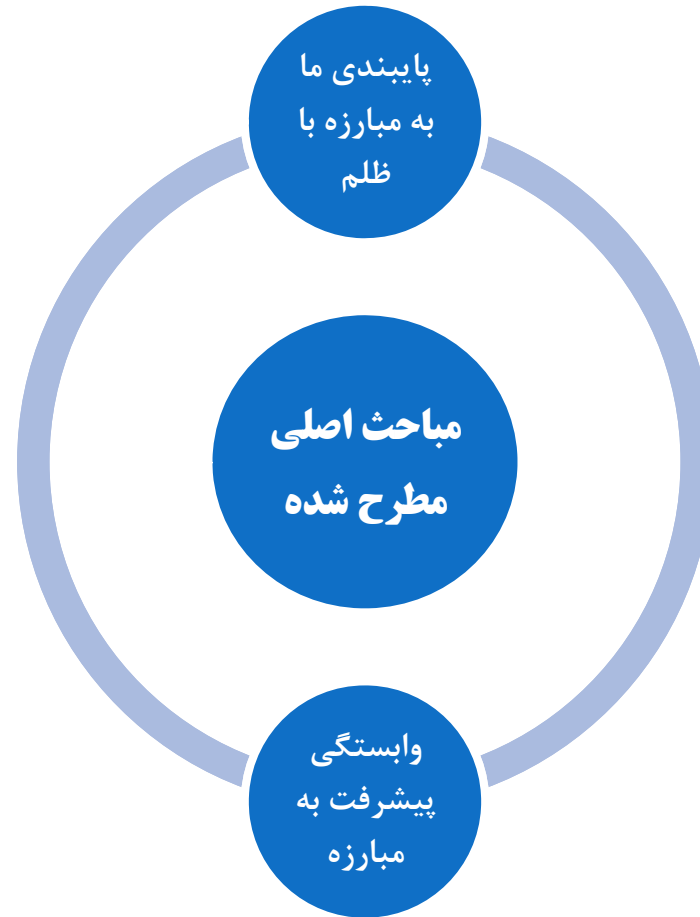 پایبندی ما
به مبارزه با
ظلم
مباحث اصلی
مطرح شده
وابستگی
پیشرفت به
مبارزه